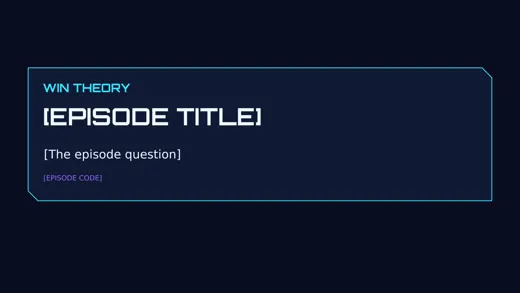 WIN THEORY
[EPISODE TITLE]
[The episode question]
[EPISODE CODE]